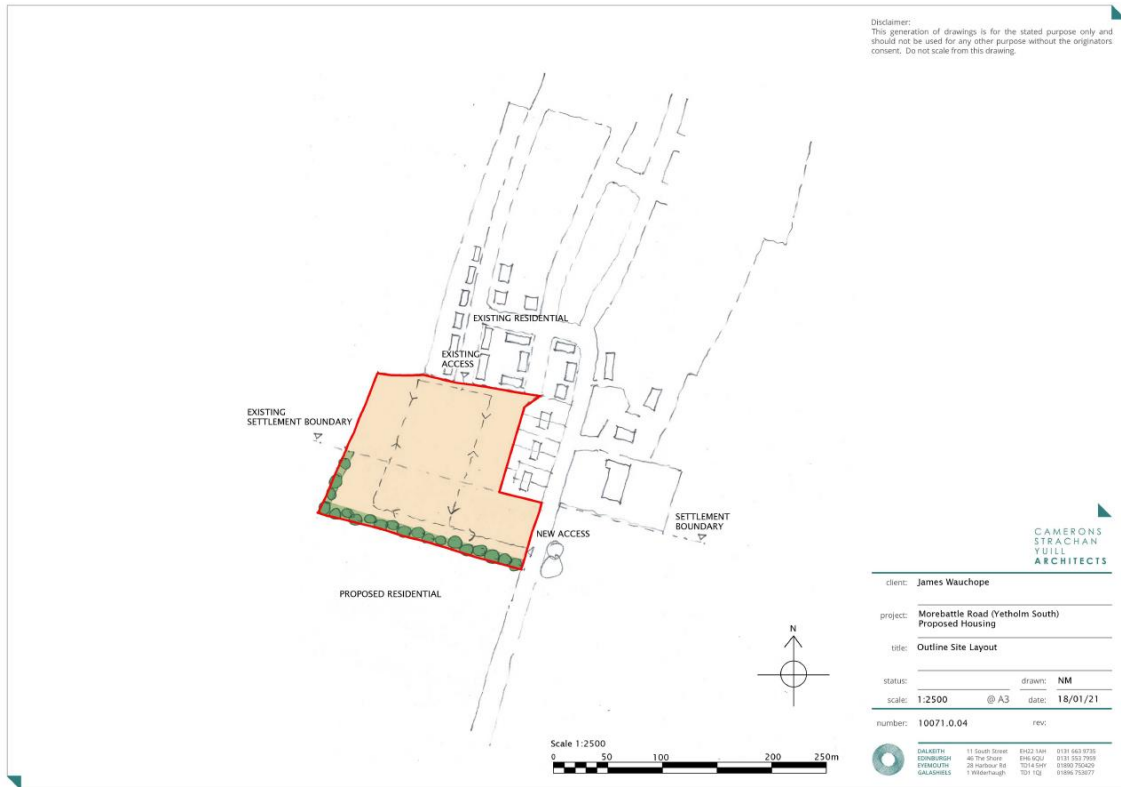 Disclaimer:
This generation of drawings is for the stated purpose only and
should not be used for any other purpose without the originators
consent. Do not scale from this drawing.
EXISTING RESIDENTIAL
EXISTING
ACCESS
EXISTING
SETTLEMENT BOUNDARY
SETTLEMENT
BOUNDARY
NEW ACCESS
PROPOSED RESIDENTIAL
N
Scale 1:2500
0 50 100 200 250m
CAMERONS
STRACHAN
YUILL
ARCHITECTS
client: James Wauchope
project: Morebattle Road (Yetholm South)
Proposed Housing
title: Outline Site Layout
status: drawn: NM
scale: 1:2500 @ A3 date: 18/01/21
number: 10071.0.04 rev:
DALKEITH 11 South Street EH22 1AH 0131 663 9735
EDINBURGH 46 The Shore EH6 6QU 0131 553 7959
EYEMOUTH 28 Harbour Rd TD14 5HY 01890 750429
GALASHIELS 1 Wilderhaugh TD1 1QJ 01896 753077